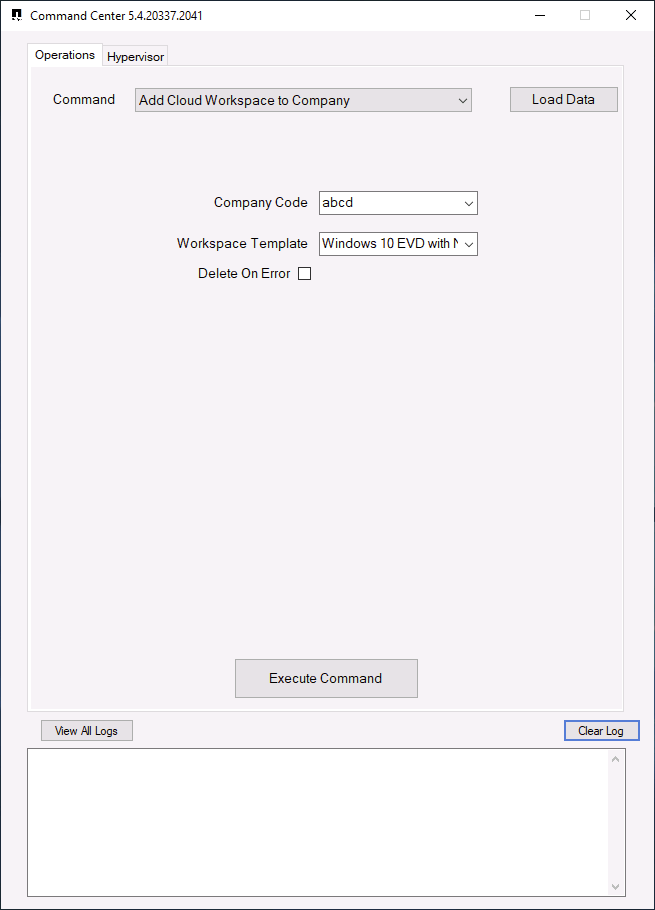 Command Center 5.4.20337.2041
Operations Hypervisor
Command Add Cloud Workspace to Company Load Data
Company Code abcd
Workspace Template Windows 10 EVD with
Delete On Error
Execute Command
View All Logs Clear Log